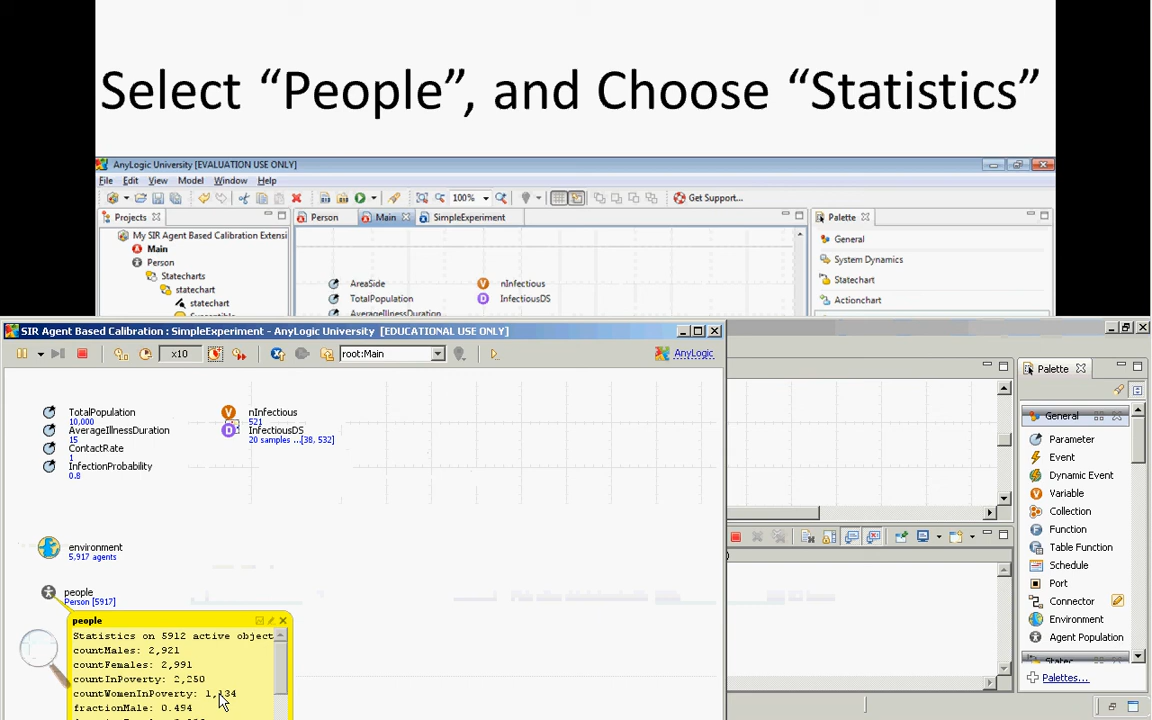 Select “People”, and Choose “Statistics”
AnyLogic University [EVALUATION USE ONLY]
File Edit View Model Window Help
100% Get Support...
Projects Person Main SimpleExperiment Palette
My SIR Agent Based Calibration Extensi
Main
Person
Statecharts
statechart
statechart
AreaSide
TotalPopulation
nInfectious
InfectiousDS
General
System Dynamics
Statechart
Actionchart
SIR Agent Based Calibration : SimpleExperiment - AnyLogic University [EDUCATIONAL USE ONLY]
x10 root:Main AnyLogic
TotalPopulation
10,000
AverageIllnessDuration
15
ContactRate
1
InfectionProbability
0.8
nInfectious
521
InfectiousDS
20 samples ...[38, 532]
environment
5,917 agents
people
Person [5917]
people
Statistics on 5912 active object
countMales: 2,921
countFemales: 2,991
countInPoverty: 2,250
countWomenInPoverty: 1,134
fractionMale: 0.494
Palette
General
Parameter
Event
Dynamic Event
Variable
Collection
Function
Table Function
Schedule
Port
Connector
Environment
Agent Population
Palettes...